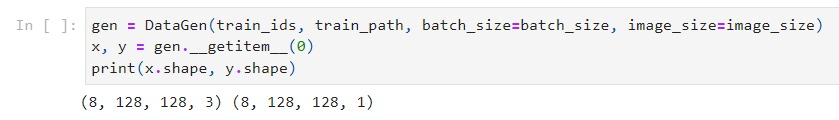 In [ ]: gen = DataGen(train_ids, train_path, batch_size=batch_size, image_size=image_size)
x, y = gen.__getitem__(0)
print(x.shape, y.shape)
(8, 128, 128, 3) (8, 128, 128, 1)